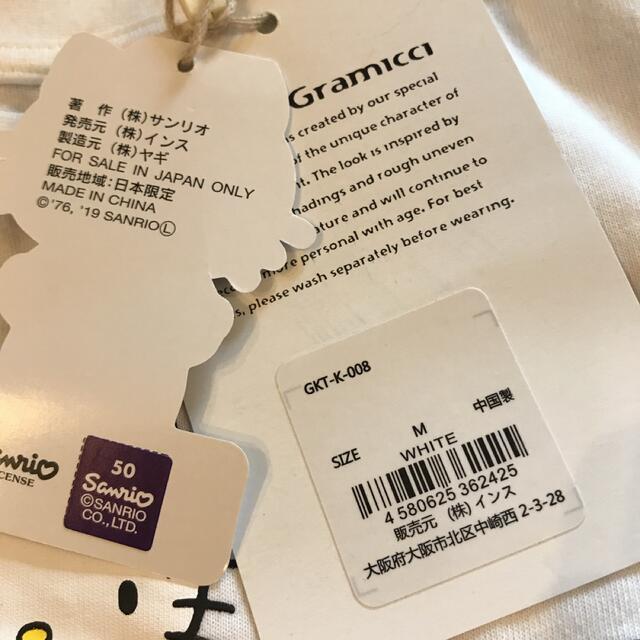 著 作 (株)サンリオ
発売元 (株)インス
製造元 (株)ヤギ
FOR SALE IN JAPAN ONLY
販売地域:日本限定
MADE IN CHINA
©'76, '19 SANRIO Ⓛ
50
Sanrio
©SANRIO
CO., LTD.
Gramicci
is created by our special
of the unique character of
it. The look is inspired by
and rough uneven
and will continue to
more personal with age. For best
please wash separately before wearing.
GKT-K-008
中国製
SIZE M
WHITE
4 580625 362425
販売元 (株)インス
大阪府大阪市北区中崎西 2-3-28